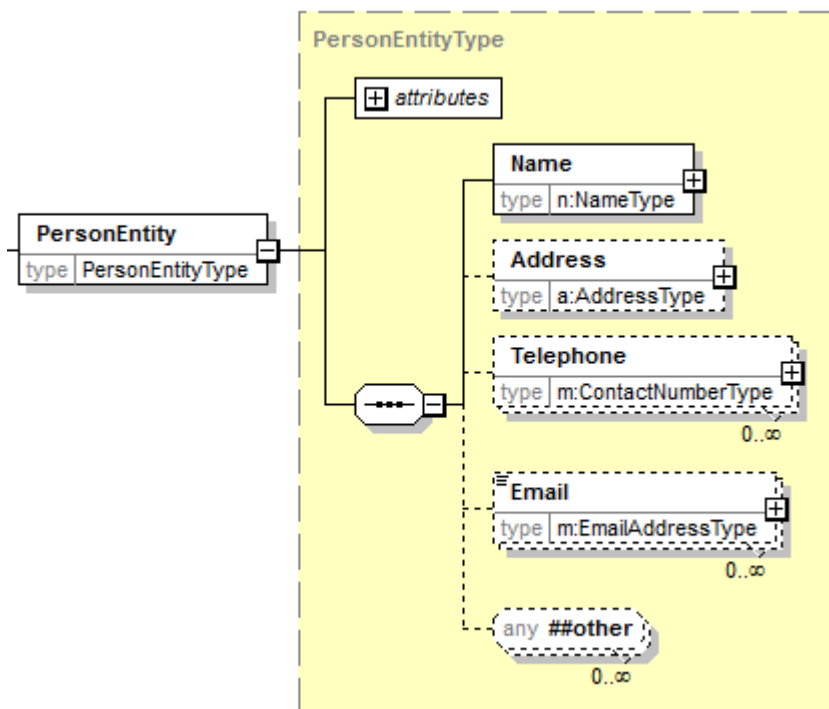 PersonEntityType
attributes
Name
type n:NameType
PersonEntity
type PersonEntityType
Address
type a:AddressType
Telephone
type m:ContactNumberType
0..∞
Email
type m:EmailAddressType
0..∞
any ##other
0..∞